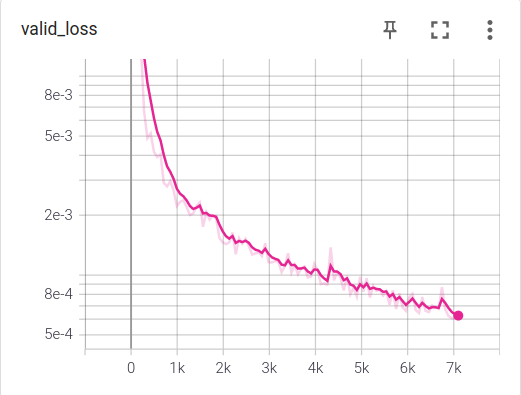 valid_loss
8e-3
5e-3
2e-3
8e-4
5e-4
0 1k 2k 3k 4k 5k 6k 7k